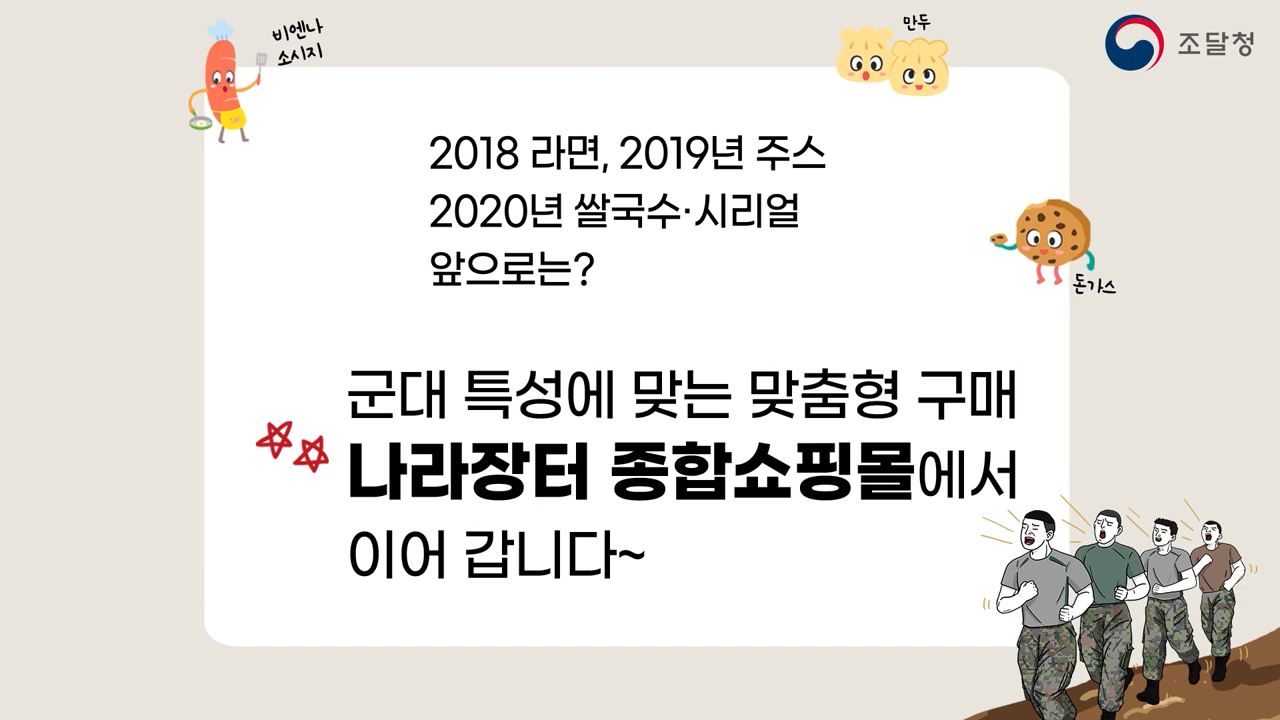 비엔나
소시지
만두
조달청
2018 라면, 2019년 주스
2020년 쌀국수·시리얼
앞으로는?
돈가스
군대 특성에 맞는 맞춤형 구매
나라장터 종합쇼핑몰에서
이어 갑니다~